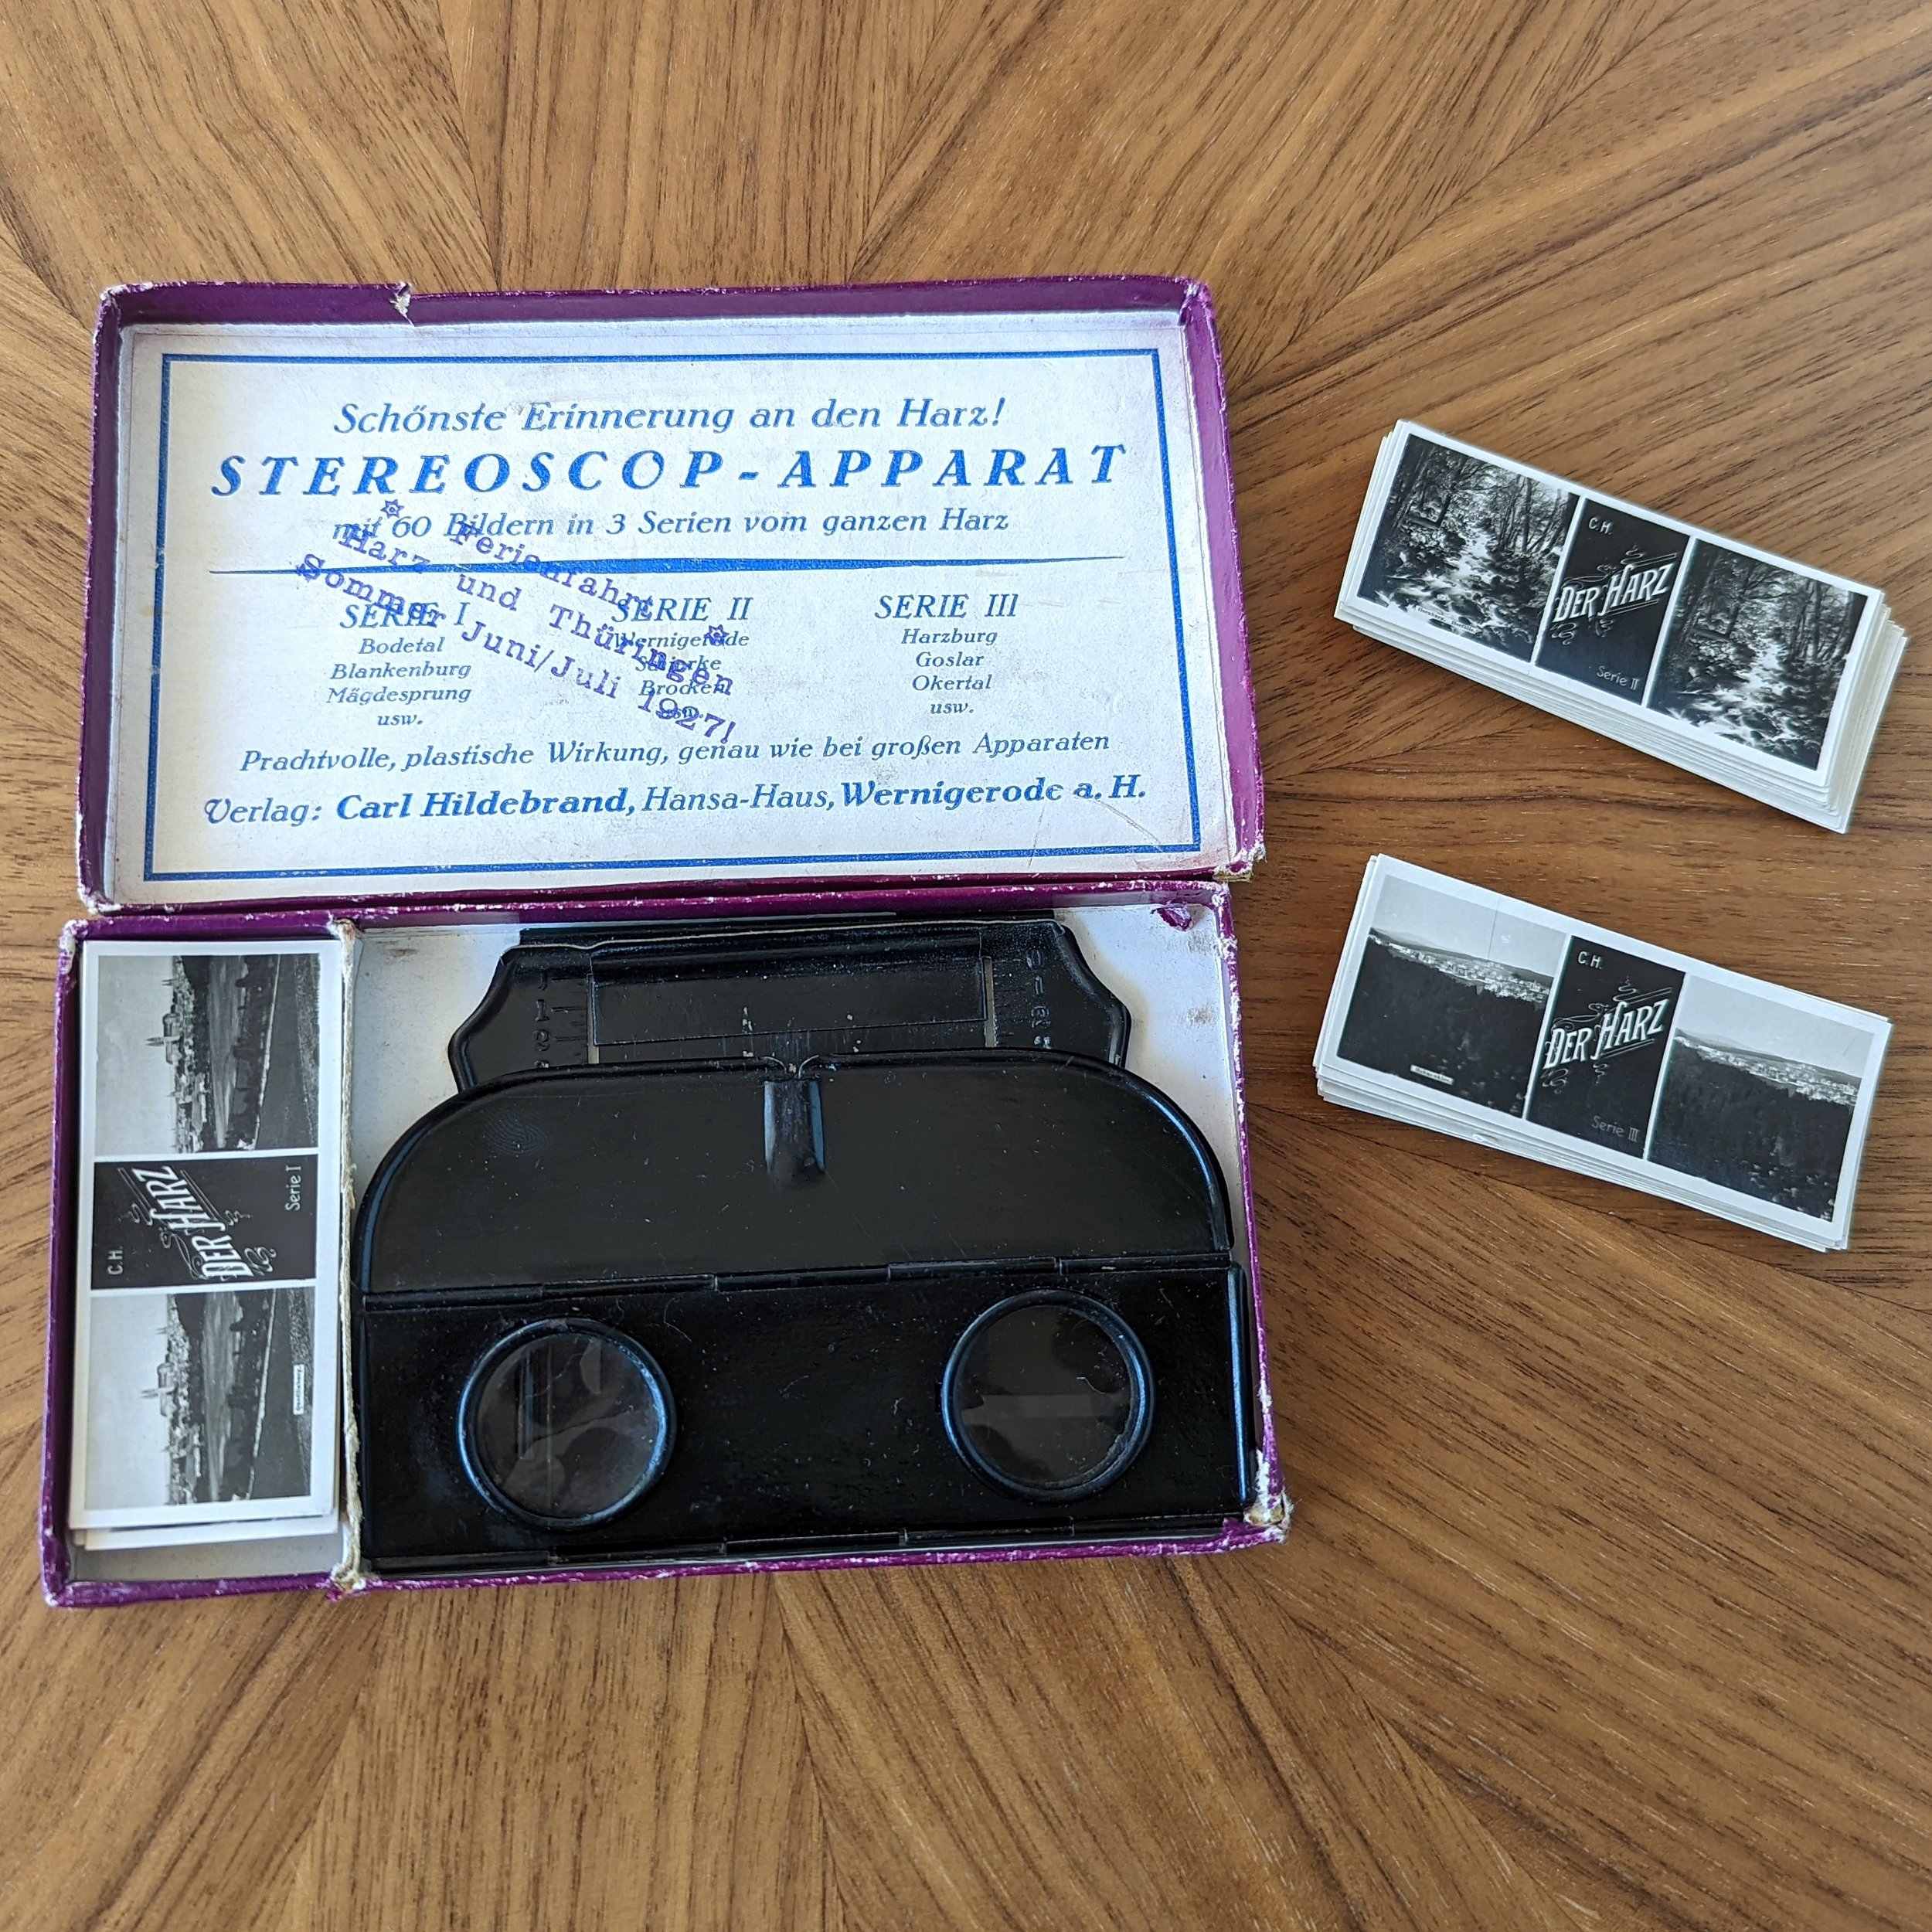 Schönste Erinnerung an den Harz!
STEREOSCOP-APPARAT
mit 60 Bildern in 3 Serien vom ganzen Harz
Ferienfahrt
Harz und Thüringen
Sommer Juni/Juli 1927!
SERIE I
Bodetal
Blankenburg
Mägdesprung
usw.
SERIE II
Wernigerode
Schierke
Brocken
SERIE III
Harzburg
Goslar
Okertal
usw.
Prachtvolle, plastische Wirkung, genau wie bei großen Apparaten
Verlag: Carl Hildebrand, Hansa-Haus, Wernigerode a. H.
C.H.
DER HARZ
Serie I
C.H.
DER HARZ
Serie II
C.H.
DER HARZ
Serie III